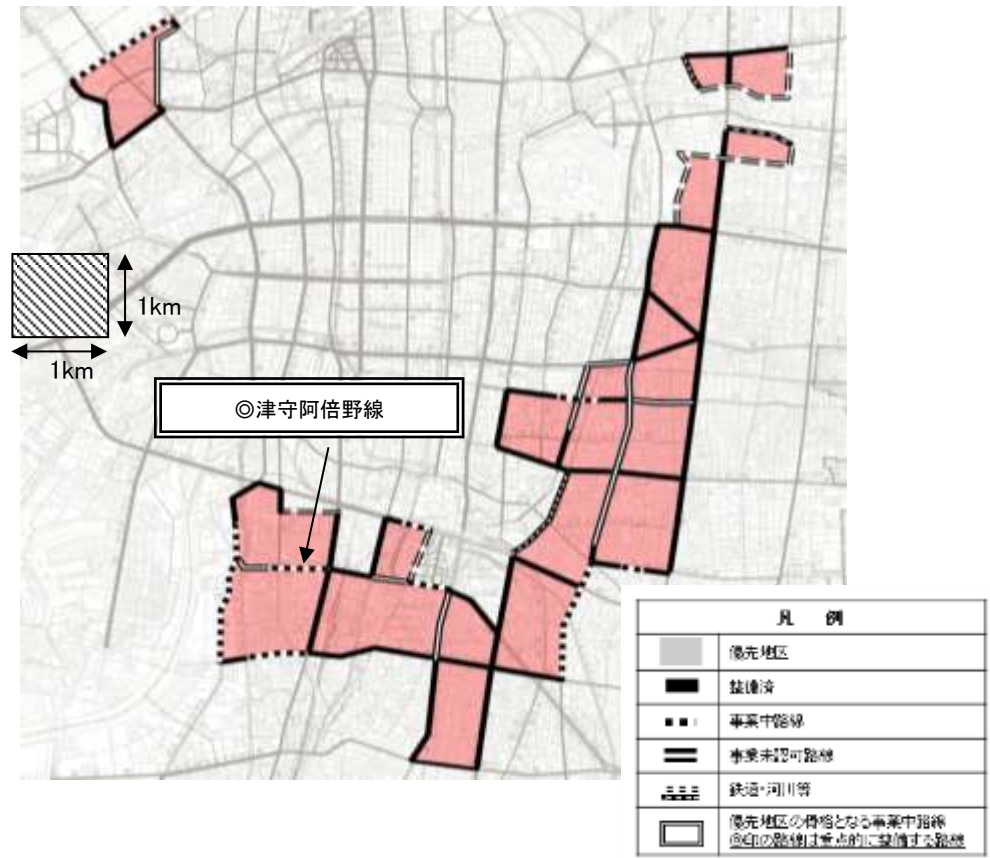 1km
1km
◎津守阿倍野線
凡 例
優先地区
整備済
事業中路線
事業未認可路線
鉄道・河川等
優先地区の骨格となる事業中路線
◎印の路線は重点的に整備する路線